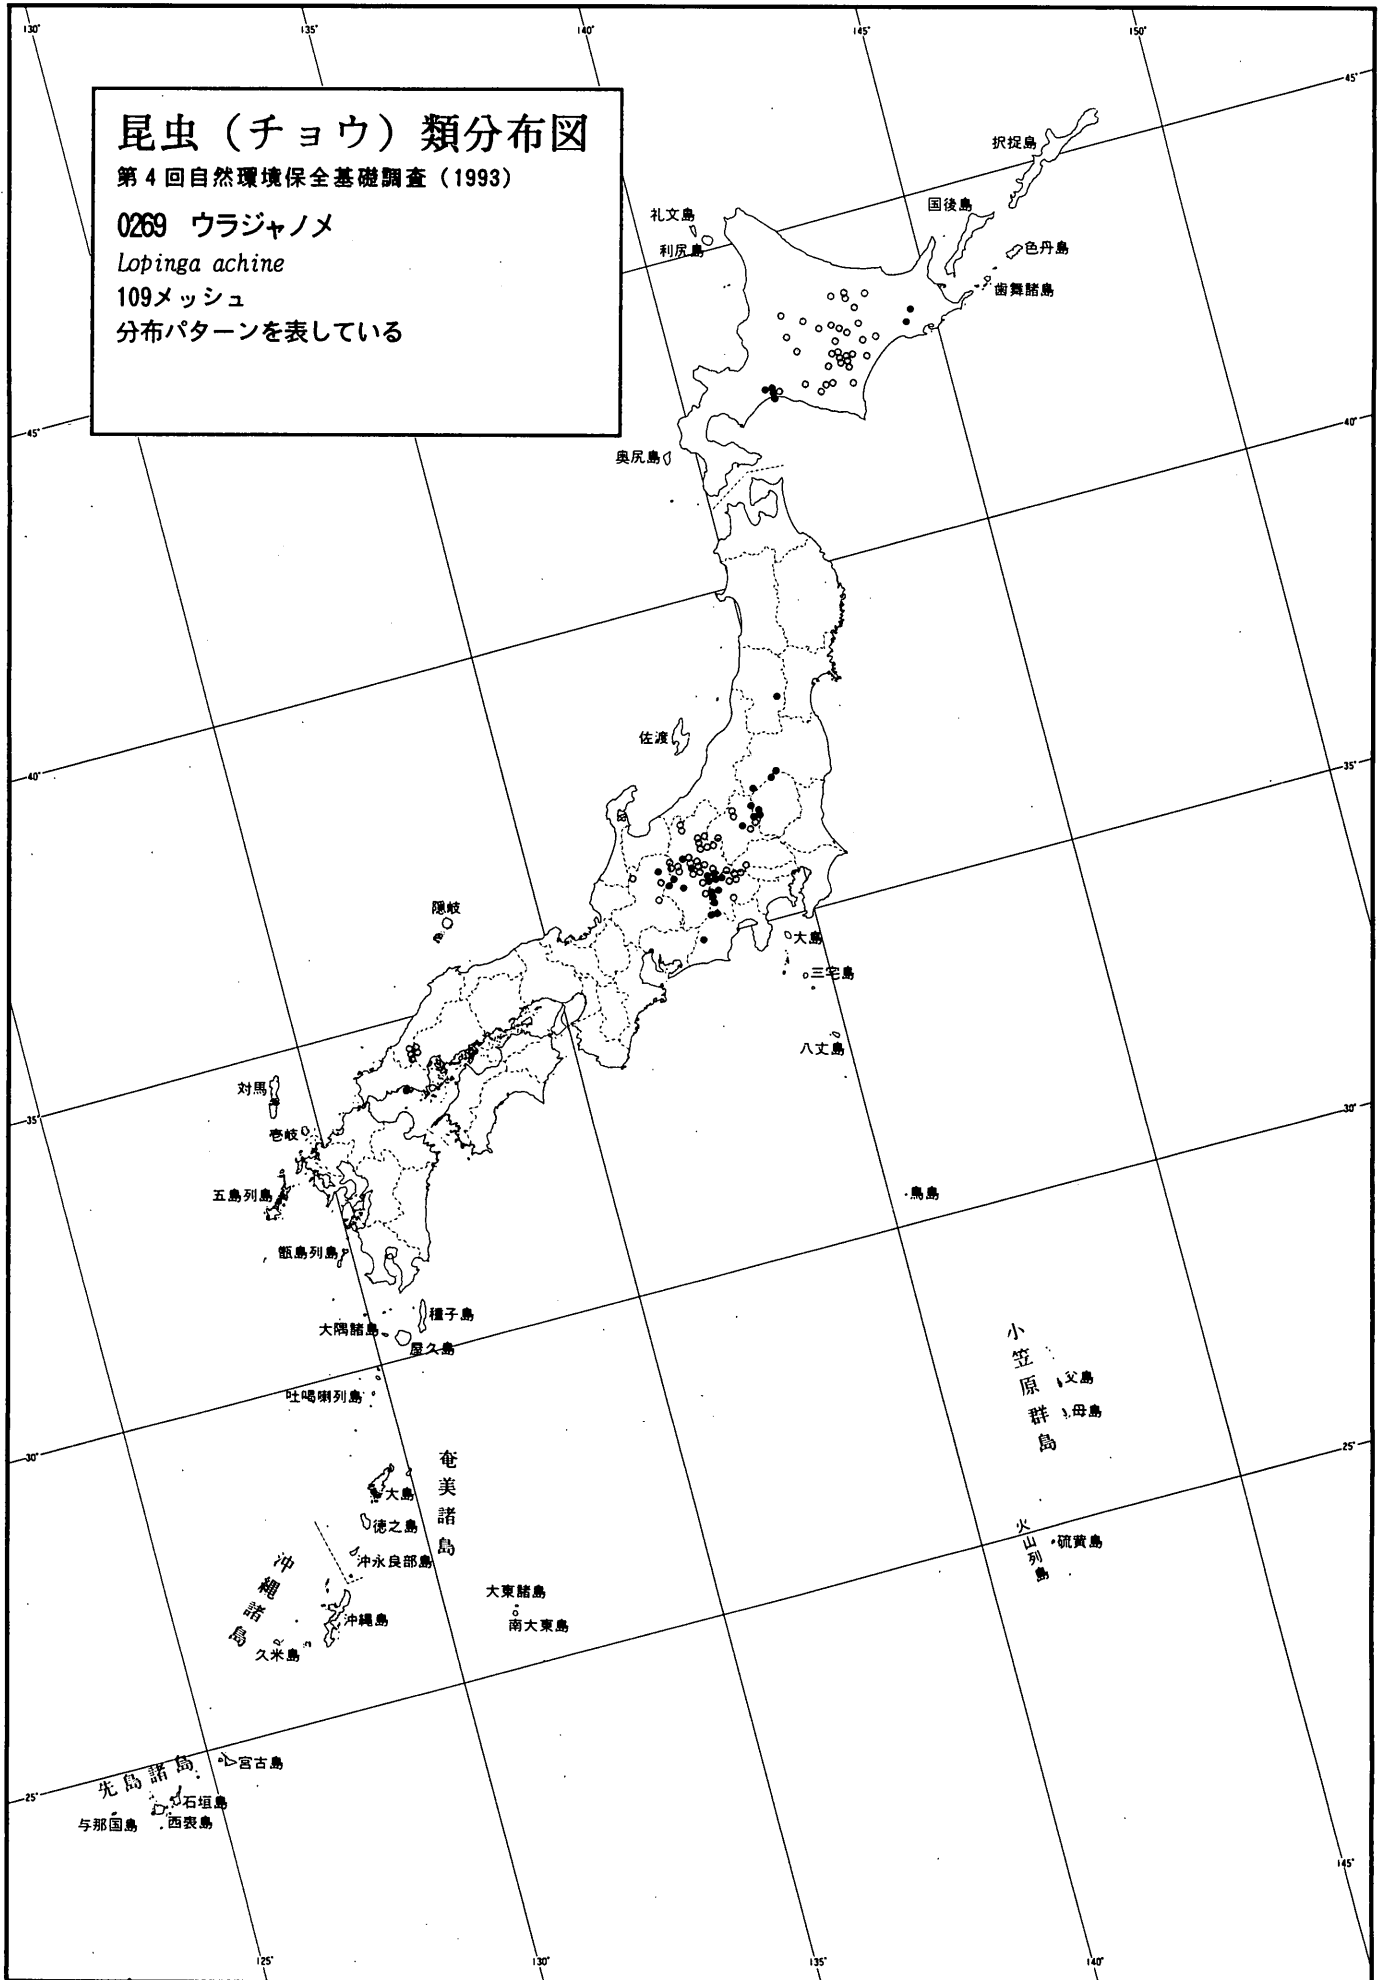 130°
135°
140°
145°
150°
45°
昆虫（チョウ）類分布図
第4回自然環境保全基礎調査（1993）
0269 ウラジャノメ
Lopinga achine
109メッシュ
分布パターンを表している
択捉島
国後島
色丹島
歯舞諸島
礼文島
利尻島
45°
40°
奥尻島
佐渡
40°
35°
隠岐
大島
三宅島
八丈島
対馬
壱岐
35°
30°
五島列島
甑島列島
鳥島
種子島
大隅諸島
屋久島
吐喝喇列島
小笠原群島
父島
母島
30°
25°
奄美諸島
大島
徳之島
沖永良部島
沖縄諸島
沖縄島
久米島
大東諸島
南大東島
火山列島
硫黄島
先島諸島
宮古島
石垣島
西表島
与那国島
25°
145°
125°
130°
135°
140°